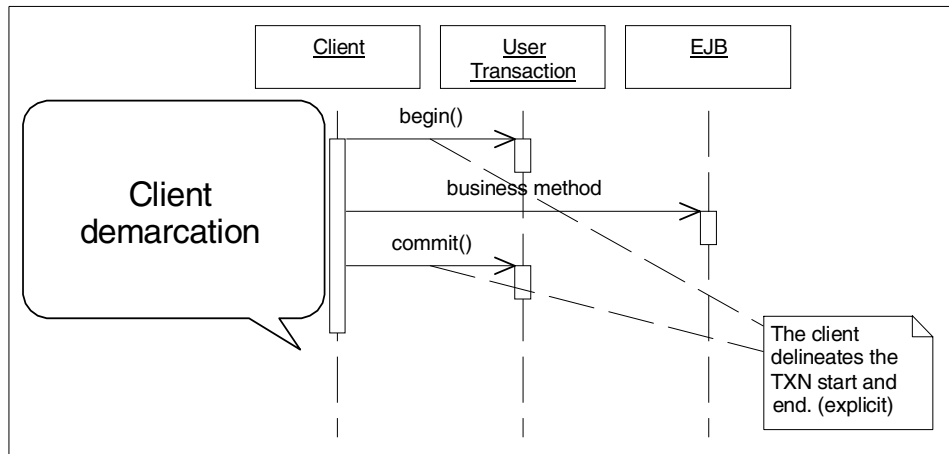 Client
User
Transaction
EJB
begin()
Client
demarcation
business method
commit()
The client
delineates the
TXN start and
end. (explicit)